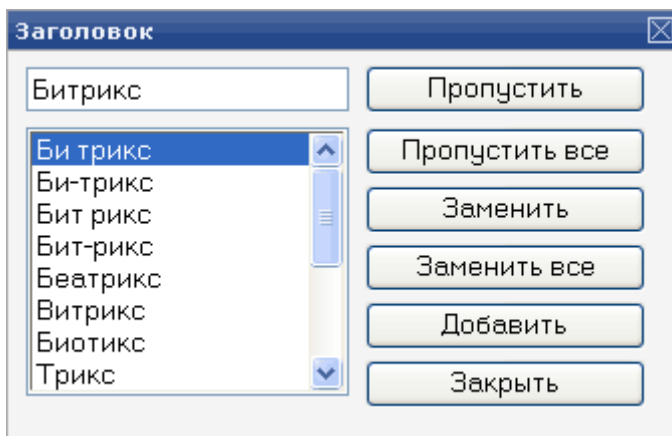 Заголовок
Битрикс
Пропустить
Би трикс
Би-трикс
Бит рикс
Бит-рикс
Беатрикс
Витрикс
Биотикс
Трикс
Пропустить все
Заменить
Заменить все
Добавить
Закрыть